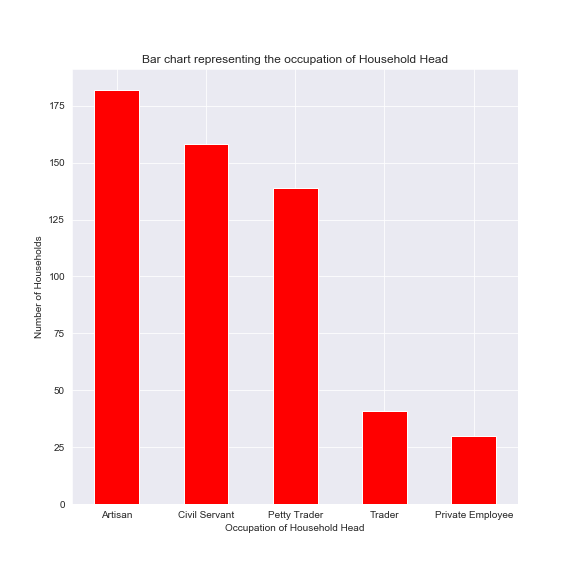 Bar chart representing the occupation of Household Head
175
150
125
100
75
50
25
0
Number of Households
Artisan Civil Servant Petty Trader Trader Private Employee
Occupation of Household Head